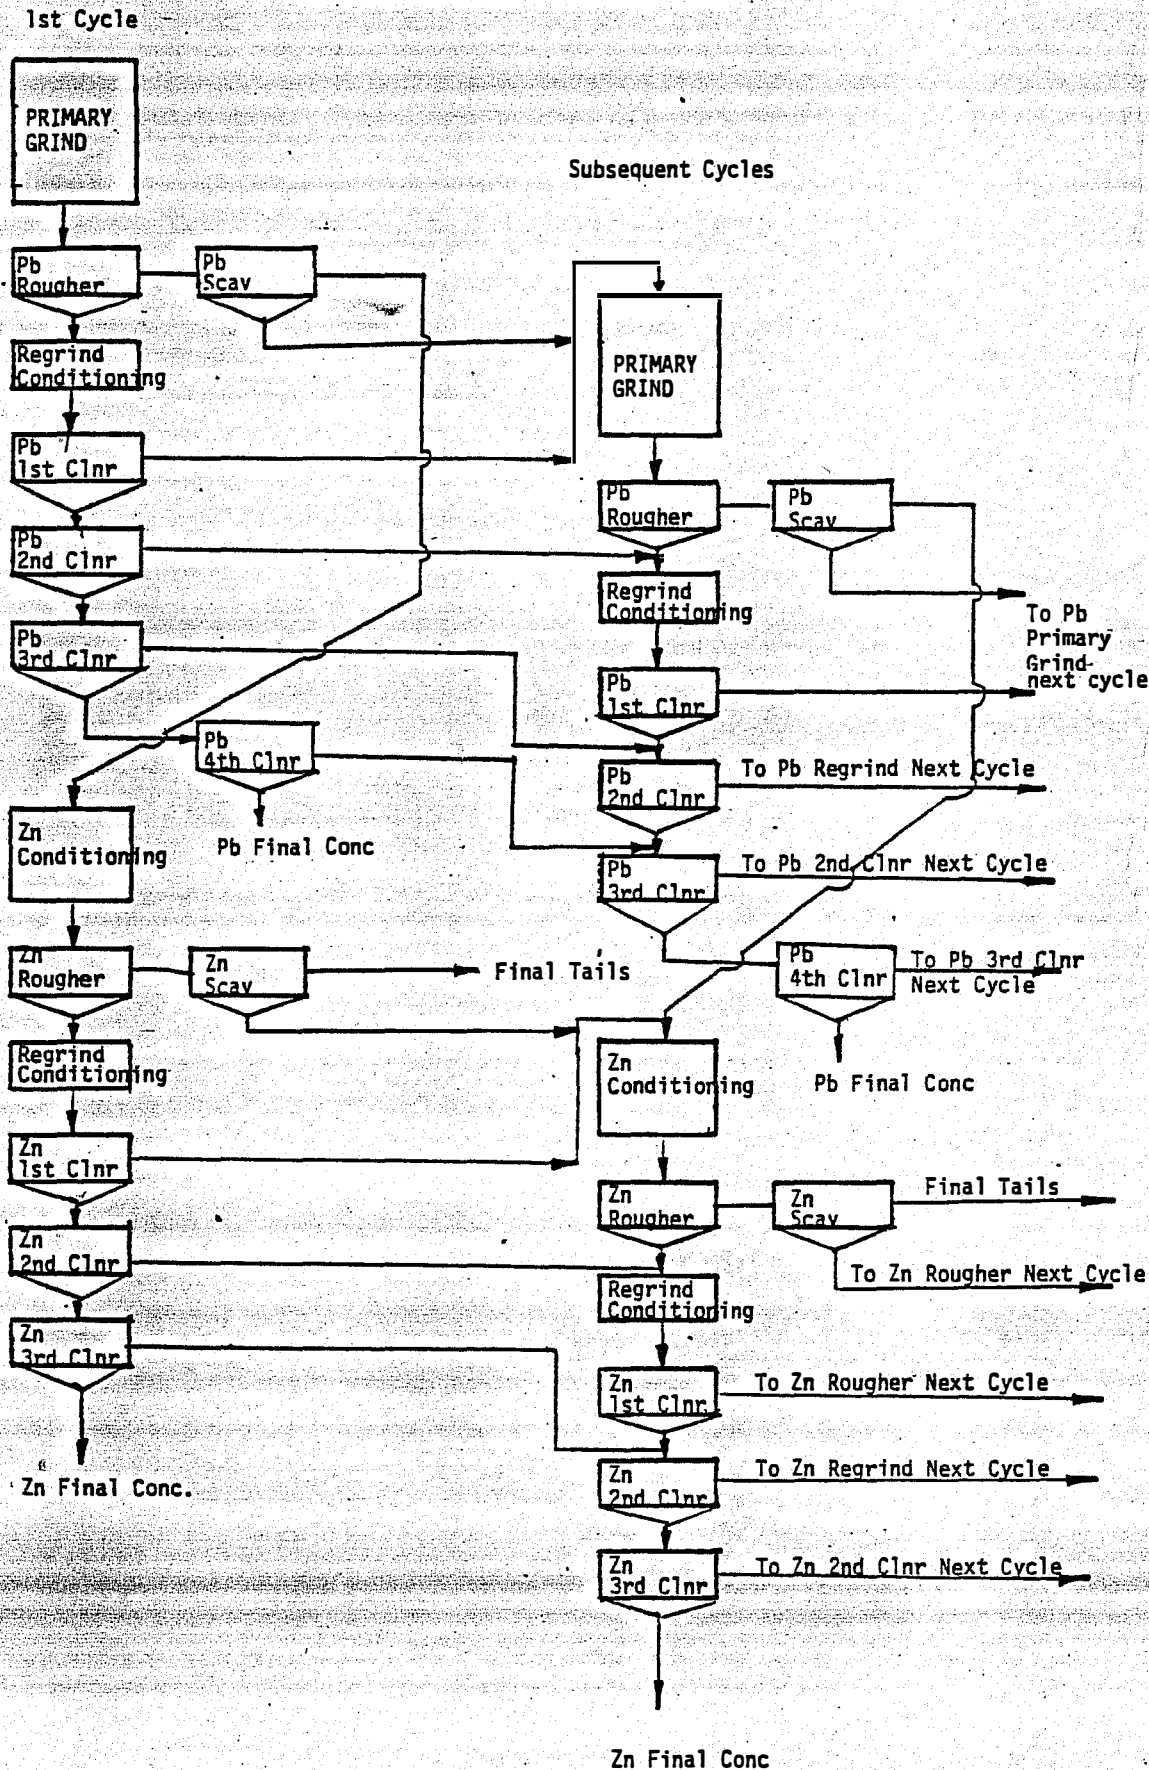 1st Cycle
PRIMARY
GRIND
Pb
Rougher
Pb
Scav
Regrind
Conditioning
Pb
1st Clnr
Pb
2nd Clnr
Pb
3rd Clnr
Pb
4th Clnr
Pb Final Conc
Zn
Conditioning
Zn
Rougher
Zn
Scav
Final Tails
Regrind
Conditioning
Zn
1st Clnr
Zn
2nd Clnr
Zn
3rd Clnr
Zn Final Conc.
Subsequent Cycles
PRIMARY
GRIND
Pb
Rougher
Pb
Scav
To Pb
Primary
Grind
next cycle
Regrind
Conditioning
Pb
1st Clnr
Pb
2nd Clnr
To Pb Regrind Next Cycle
Pb
3rd Clnr
To Pb 2nd Clnr Next Cycle
Pb
4th Clnr
To Pb 3rd Clnr
Next Cycle
Pb Final Conc
Zn
Conditioning
Zn
Rougher
Zn
Scav
Final Tails
To Zn Rougher Next Cycle
Regrind
Conditioning
Zn
1st Clnr
To Zn Rougher Next Cycle
Zn
2nd Clnr
To Zn Regrind Next Cycle
Zn
3rd Clnr
To Zn 2nd Clnr Next Cycle
Zn Final Conc